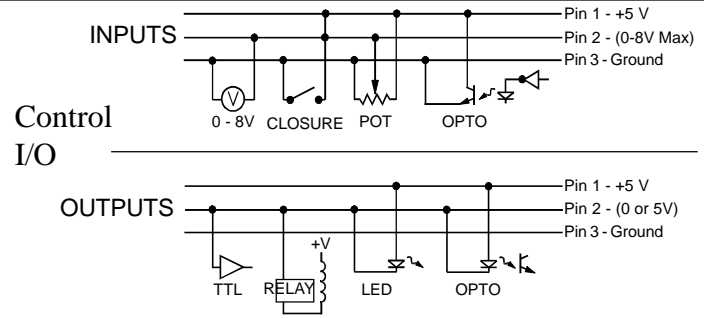 Pin 1 - +5 V
INPUTS
Pin 2 - (0-8V Max)
Pin 3 - Ground
V
0 - 8V CLOSURE POT OPTO
Control
I/O
Pin 1 - +5 V
OUTPUTS
Pin 2 - (0 or 5V)
Pin 3 - Ground
+V
TTL RELAY LED OPTO